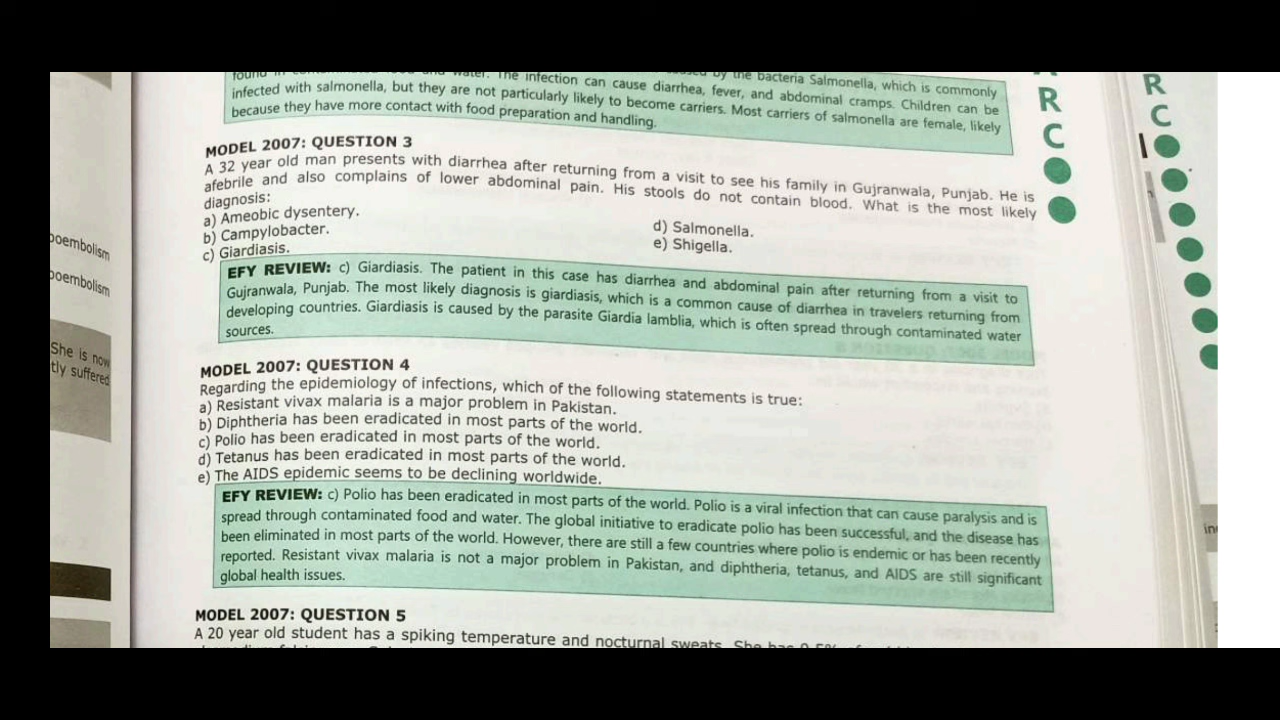 by the bacteria Salmonella, which is commonly
infected with salmonella, but they are not particularly likely to become carriers. Most carriers of salmonella are female, likely
because they have more contact with food preparation and handling.
MODEL 2007: QUESTION 3
A 32 year old man presents with diarrhea after returning from a visit to see his family in Gujranwala, Punjab. He is
afebrile and also complains of lower abdominal pain. His stools do not contain blood. What is the most likely
diagnosis:
a) Ameobic dysentery.
b) Campylobacter.
c) Giardiasis.
d) Salmonella.
e) Shigella.
EFY REVIEW: c) Giardiasis. The patient in this case has diarrhea and abdominal pain after returning from a visit to
Gujranwala, Punjab. The most likely diagnosis is giardiasis, which is a common cause of diarrhea in travelers returning from
developing countries. Giardiasis is caused by the parasite Giardia lamblia, which is often spread through contaminated water
sources.
MODEL 2007: QUESTION 4
Regarding the epidemiology of infections, which of the following statements is true:
a) Resistant vivax malaria is a major problem in Pakistan.
b) Diphtheria has been eradicated in most parts of the world.
c) Polio has been eradicated in most parts of the world.
d) Tetanus has been eradicated in most parts of the world.
e) The AIDS epidemic seems to be declining worldwide.
EFY REVIEW: c) Polio has been eradicated in most parts of the world. Polio is a viral infection that can cause paralysis and is
spread through contaminated food and water. The global initiative to eradicate polio has been successful, and the disease has
been eliminated in most parts of the world. However, there are still a few countries where polio is endemic or has been recently
reported. Resistant vivax malaria is not a major problem in Pakistan, and diphtheria, tetanus, and AIDS are still significant
global health issues.
MODEL 2007: QUESTION 5
A 20 year old student has a spiking temperature and nocturnal sweats. She has
poembolism
poembolism
She is now
tly suffered
R
C
R
C